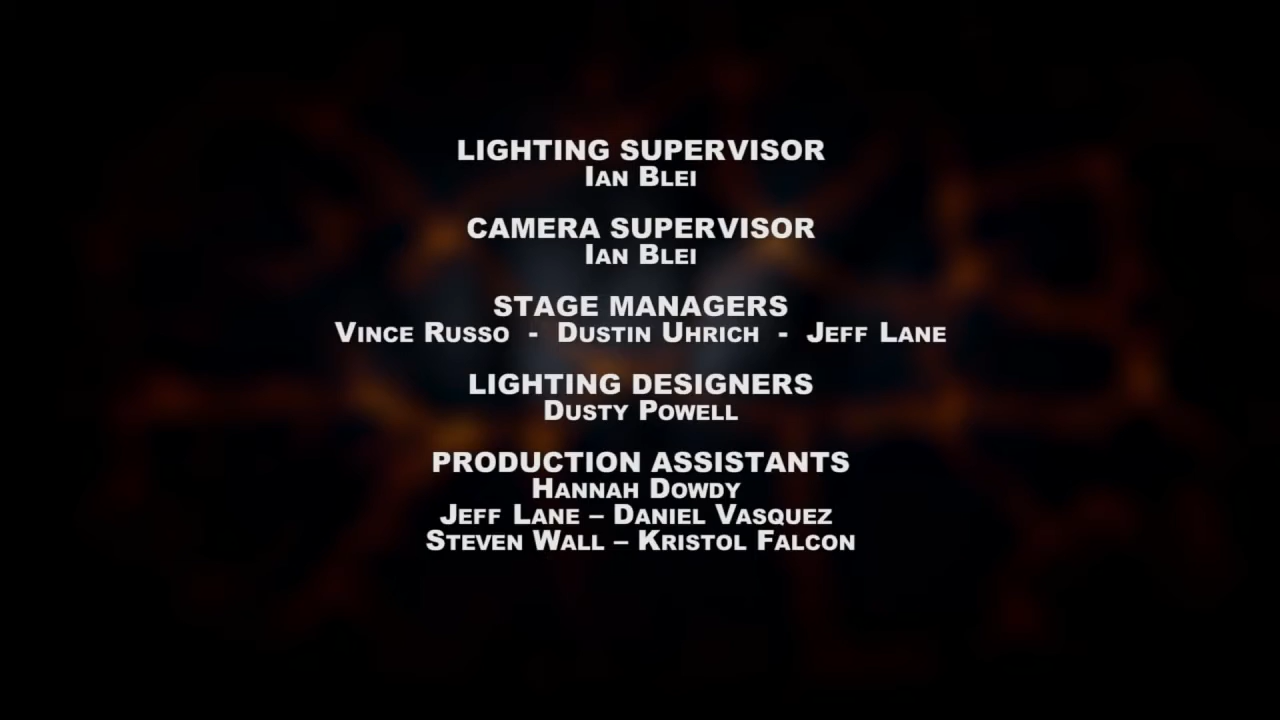 LIGHTING SUPERVISOR
IAN BLEI
CAMERA SUPERVISOR
IAN BLEI
STAGE MANAGERS
VINCE RUSSO - DUSTIN UHRICH - JEFF LANE
LIGHTING DESIGNERS
DUSTY POWELL
PRODUCTION ASSISTANTS
HANNAH DOWDY
JEFF LANE – DANIEL VASQUEZ
STEVEN WALL – KRISTOL FALCON